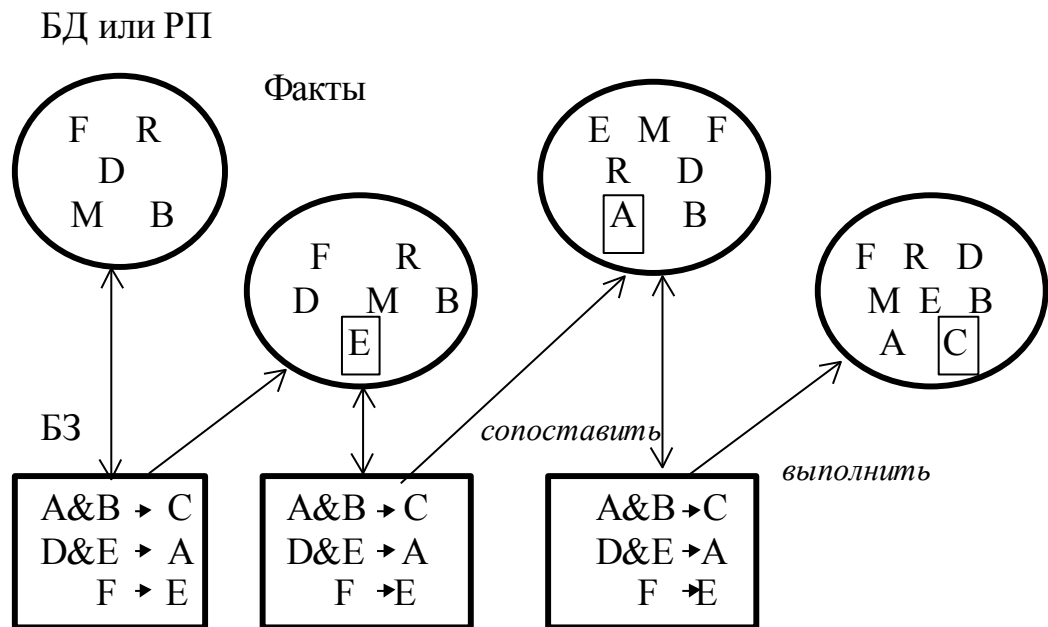 БД или РП
Факты
F R
D
M B
F R
D M B
E
E M F
R D
A B
F R D
M E B
A C
БЗ
сопоставить
выполнить
A&B → C
D&E → A
F → E
A&B → C
D&E → A
F → E
A&B → C
D&E → A
F → E